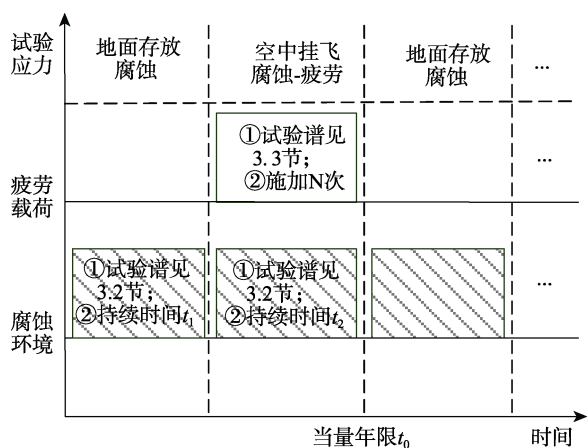 试验
应力
地面存放
腐蚀
空中挂飞
腐蚀-疲劳
地面存放
腐蚀
...
疲劳
载荷
①试验谱见
3.3节；
②施加N次
...
腐蚀
环境
①试验谱见
3.2节；
②持续时间t₁
①试验谱见
3.2节；
②持续时间t₂
...
当量年限t₀
时间